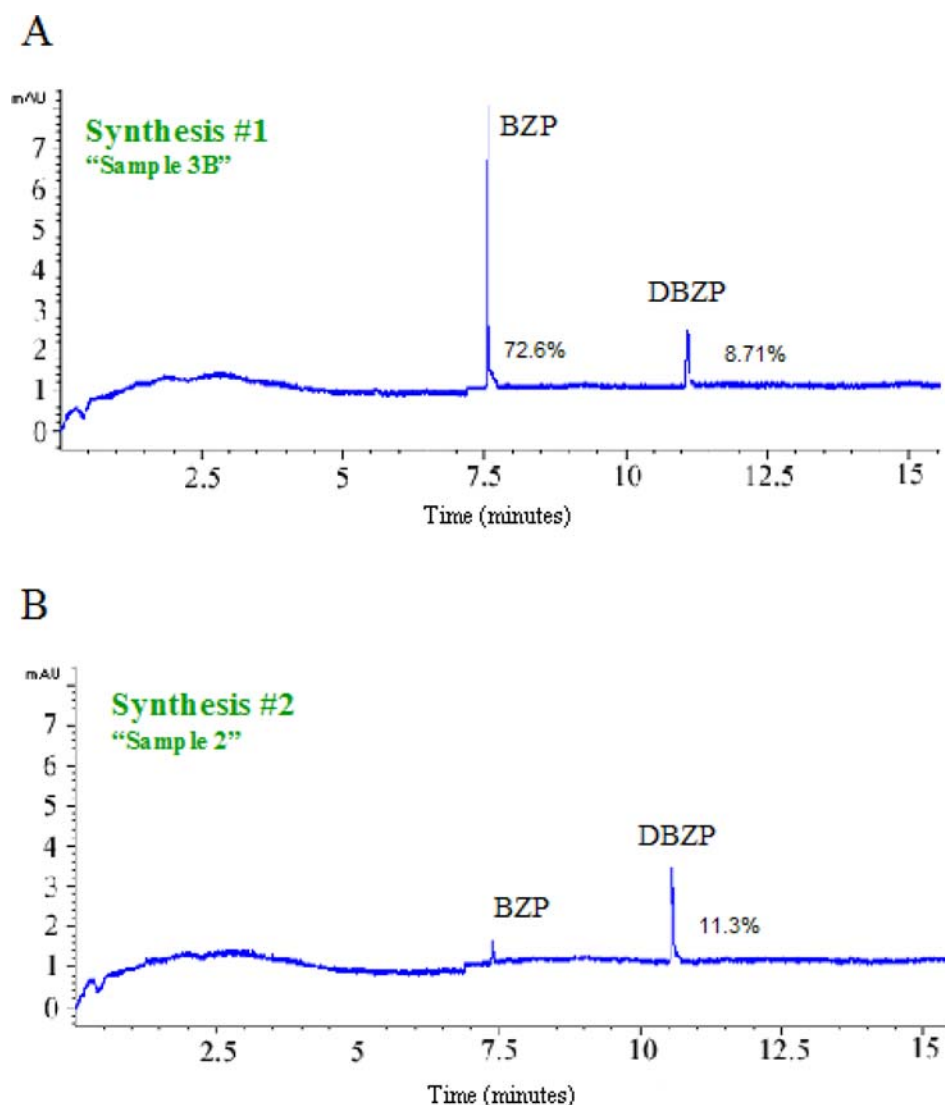 A
mAU
Synthesis #1
“Sample 3B”
BZP
7
6
5
4
DBZP
3
2
72.6%
8.71%
1
0
2.5
5
7.5
10
12.5
15
Time (minutes)
B
mAU
Synthesis #2
“Sample 2”
7
6
5
4
DBZP
3
BZP
11.3%
2
1
0
2.5
5
7.5
10
12.5
15
Time (minutes)